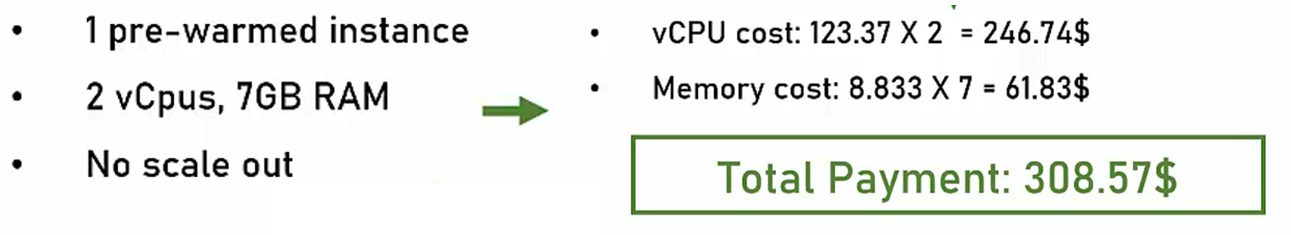 • 1 pre-warmed instance
• 2 vCpus, 7GB RAM
• No scale out
• vCPU cost: 123.37 X 2 = 246.74$
• Memory cost: 8.833 X 7 = 61.83$
Total Payment: 308.57$